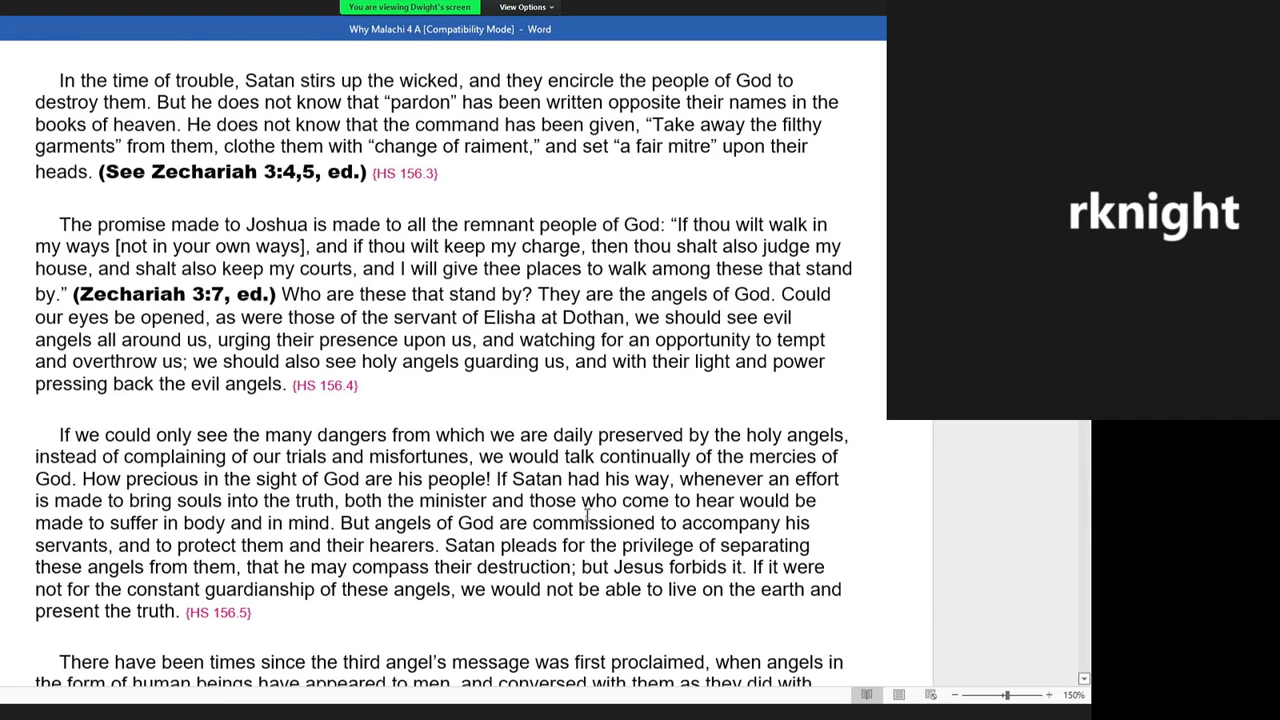 You are viewing Dwight's screen
View Options
Why Malachi 4 A [Compatibility Mode] - Word
In the time of trouble, Satan stirs up the wicked, and they encircle the people of God to
destroy them. But he does not know that “pardon” has been written opposite their names in the
books of heaven. He does not know that the command has been given, “Take away the filthy
garments” from them, clothe them with “change of raiment,” and set “a fair mitre” upon their
heads. (See Zechariah 3:4,5, ed.) {HS 156.3}
The promise made to Joshua is made to all the remnant people of God: “If thou wilt walk in
my ways [not in your own ways], and if thou wilt keep my charge, then thou shalt also judge my
house, and shalt also keep my courts, and I will give thee places to walk among these that stand
by.” (Zechariah 3:7, ed.) Who are these that stand by? They are the angels of God. Could
our eyes be opened, as were those of the servant of Elisha at Dothan, we should see evil
angels all around us, urging their presence upon us, and watching for an opportunity to tempt
and overthrow us; we should also see holy angels guarding us, and with their light and power
pressing back the evil angels. {HS 156.4}
If we could only see the many dangers from which we are daily preserved by the holy angels,
instead of complaining of our trials and misfortunes, we would talk continually of the mercies of
God. How precious in the sight of God are his people! If Satan had his way, whenever an effort
is made to bring souls into the truth, both the minister and those who come to hear would be
made to suffer in body and in mind. But angels of God are commissioned to accompany his
servants, and to protect them and their hearers. Satan pleads for the privilege of separating
these angels from them, that he may compass their destruction; but Jesus forbids it. If it were
not for the constant guardianship of these angels, we would not be able to live on the earth and
present the truth. {HS 156.5}
There have been times since the third angel’s message was first proclaimed, when angels in
the form of human beings have appeared to men, and conversed with them as they did with
rknight
150%